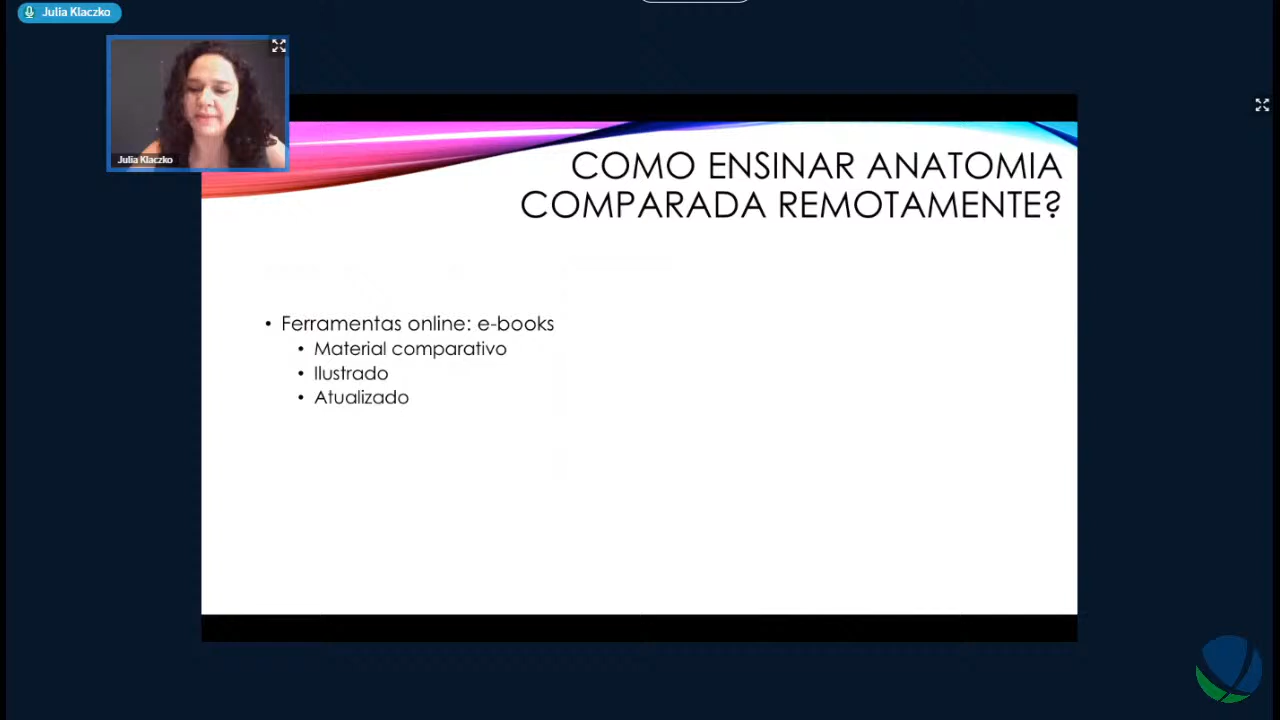 Julia Klaczko
Julia Klaczko
COMO ENSINAR ANATOMIA
COMPARADA REMOTAMENTE?
• Ferramentas online: e-books
• Material comparativo
• Ilustrado
• Atualizado